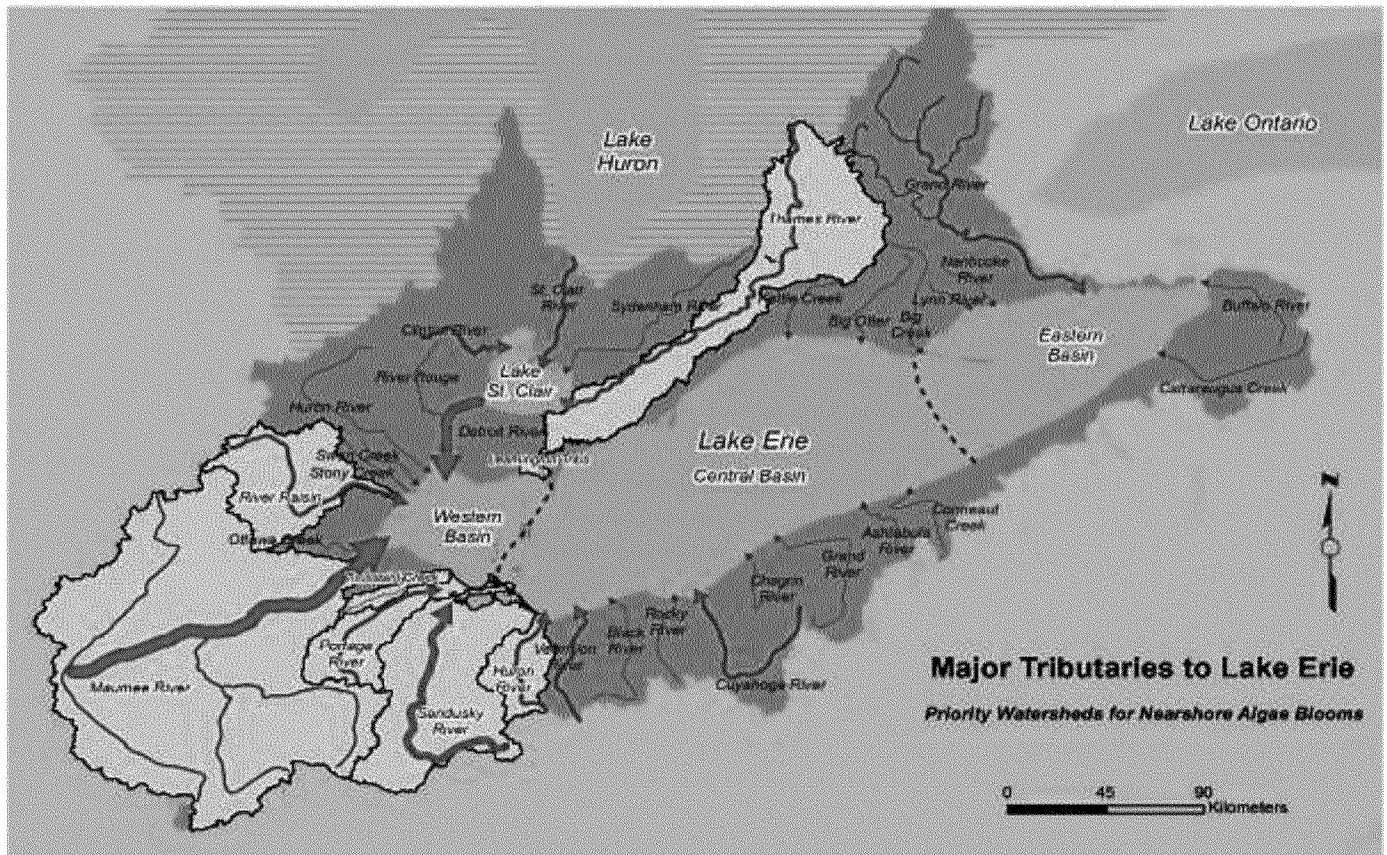 Lake
Huron
Lake Ontario
Grand River
Thames River
Nanticoke
River
St. Clair
River
Sydenham River
Kettle Creek
Lynn River
Big Otter
Big
Creek
Buffalo River
Clinton River
Eastern
Basin
River Rouge
Lake
St. Clair
Cattaraugus Creek
Huron River
Detroit River
Lake Erie
Central Basin
Swan Creek
Stony Creek
Leamington Tribs
River Raisin
Western
Basin
Ottawa Creek
Conneaut
Creek
Ashtabula
River
Grand
River
Chagrin
River
Rocky
River
Black
River
Vermilion
River
Portage
River
Huron
River
Maumee River
Cuyahoga River
Sandusky
River
N
Major Tributaries to Lake Erie
Priority Watersheds for Nearshore Algae Blooms
0 45 90
Kilometers